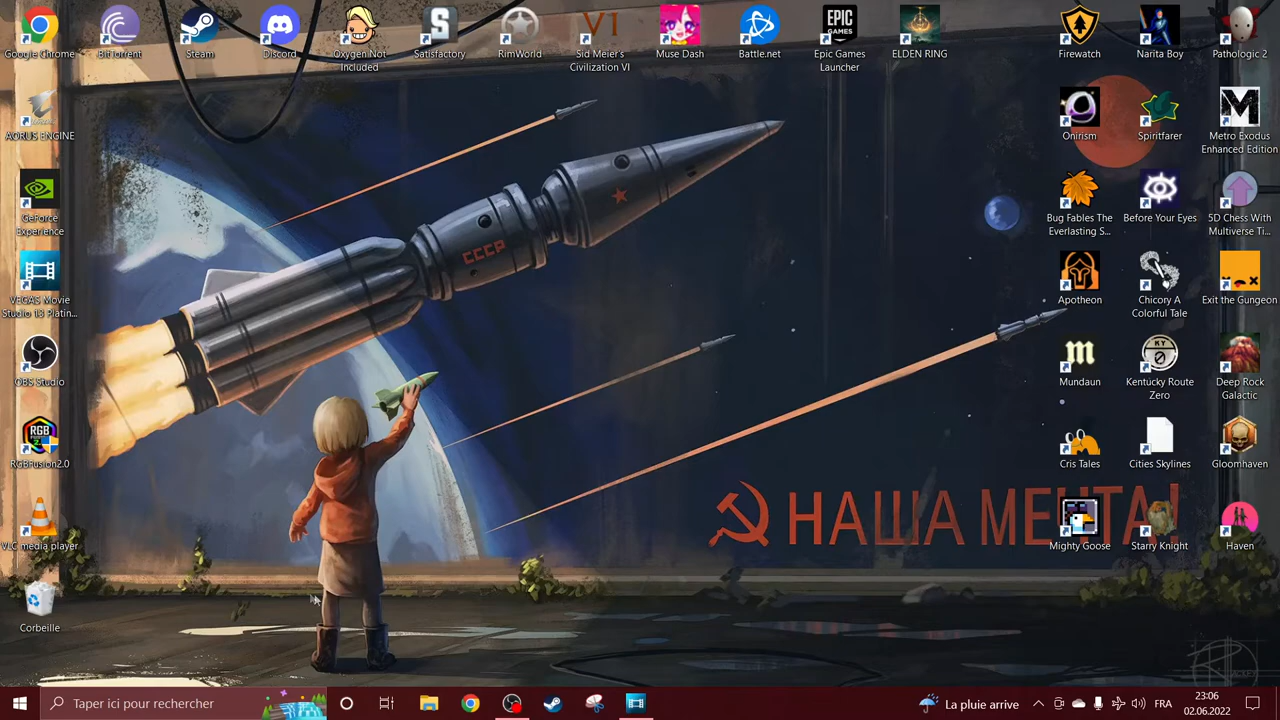 Google Chrome
BitTorrent
Steam
Discord
Oxygen Not
Included
Satisfactory
RimWorld
VI
Sid Meier's
Civilization VI
Muse Dash
Battle.net
EPIC
GAMES
Epic Games
Launcher
ELDEN RING
Firewatch
Narita Boy
Pathologic 2
AORUS ENGINE
Onirism
Spiritfarer
Metro Exodus
Enhanced Edition
GeForce
Experience
Bug Fables The
Everlasting S...
Before Your Eyes
5D Chess With
Multiverse Ti...
СССР
VEGAS Movie
Studio 13 Platin...
Apotheon
Chicory A
Colorful Tale
Exit the Gungeon
OBS Studio
Mundaun
KY
Kentucky Route
Zero
Deep Rock
Galactic
RGB
RGBFusion2.0
Cris Tales
Cities Skylines
Gloomhaven
НАША МЕЧТА!
VLC media player
Mighty Goose
Starry Knight
Haven
Corbeille
Taper ici pour rechercher
La pluie arrive
FRA
23:06
02.06.2022